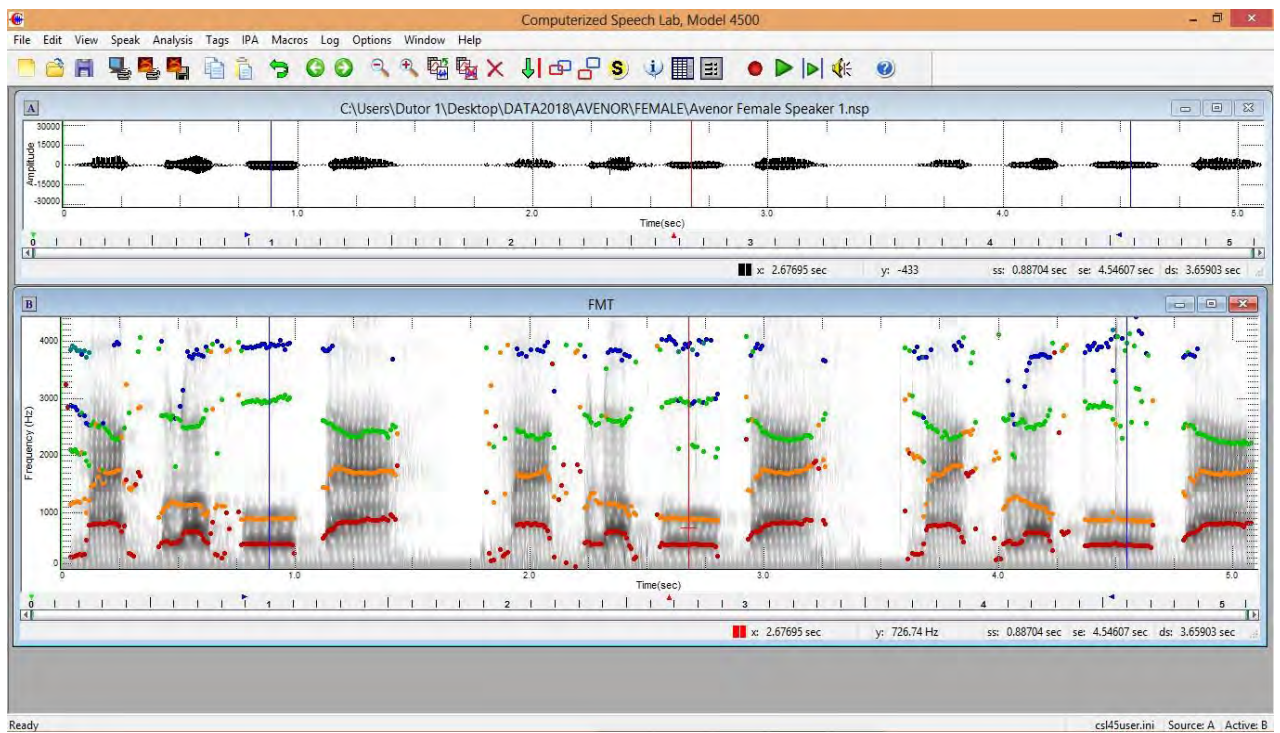 Computerized Speech Lab, Model 4500
File Edit View Speak Analysis Tags IPA Macros Log Options Window Help
A C:\Users\Dutor 1\Desktop\DATA2018\AVENOR\FEMALE\Avenor Female Speaker 1.nsp
30000
15000
0
-15000
-30000
Amplitude
0 1.0 2.0 3.0 4.0 5.0
Time(sec)
0 1 2 3 4 5
x: 2.67695 sec y: -433 ss: 0.88704 sec se: 4.54607 sec ds: 3.65903 sec
B FMT
4000
3000
2000
1000
0
Frequency (Hz)
0 1.0 2.0 3.0 4.0 5.0
Time(sec)
0 1 2 3 4 5
x: 2.67695 sec y: 726.74 Hz ss: 0.88704 sec se: 4.54607 sec ds: 3.65903 sec
Ready csl45user.ini Source: A Active: B